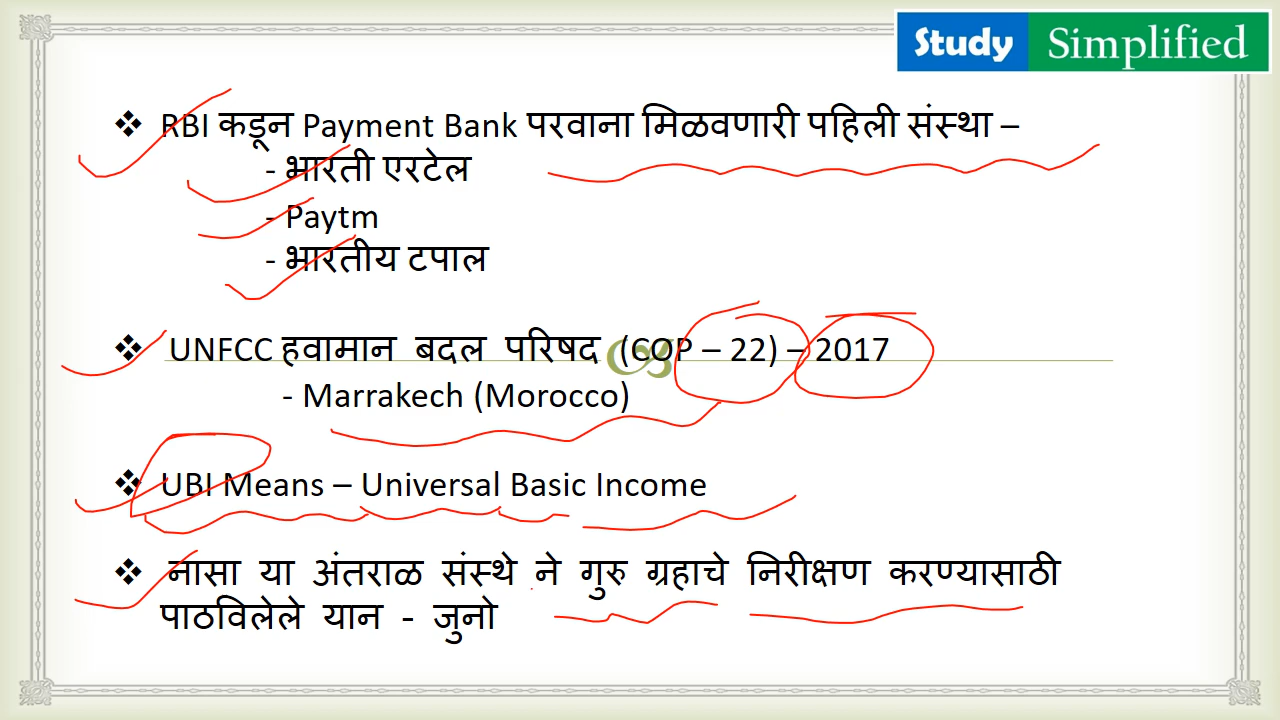 Study Simplified
❖ RBI कडून Payment Bank परवाना मिळवणारी पहिली संस्था –
- भारती एरटेल
- Paytm
- भारतीय टपाल
❖ UNFCC हवामान बदल परिषद (COP – 22) – 2017
- Marrakech (Morocco)
❖ UBI Means – Universal Basic Income
❖ नासा या अंतराळ संस्थे ने गुरु ग्रहाचे निरीक्षण करण्यासाठी
पाठविलेले यान - जुनो